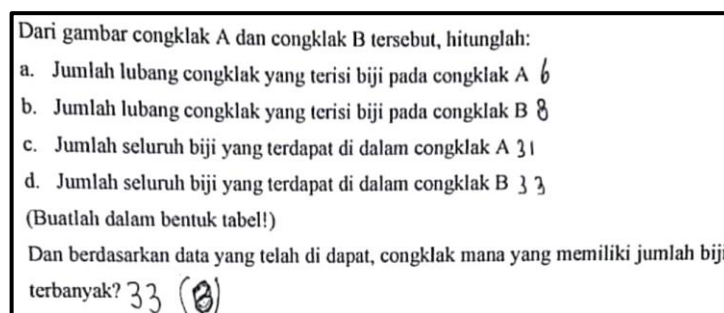 Dari gambar congklak A dan congklak B tersebut, hitunglah:
a. Jumlah lubang congklak yang terisi biji pada congklak A 6
b. Jumlah lubang congklak yang terisi biji pada congklak B 8
c. Jumlah seluruh biji yang terdapat di dalam congklak A 31
d. Jumlah seluruh biji yang terdapat di dalam congklak B 33
(Buatlah dalam bentuk tabel!)
Dan berdasarkan data yang telah di dapat, congklak mana yang memiliki jumlah biji
terbanyak? 33 (B)